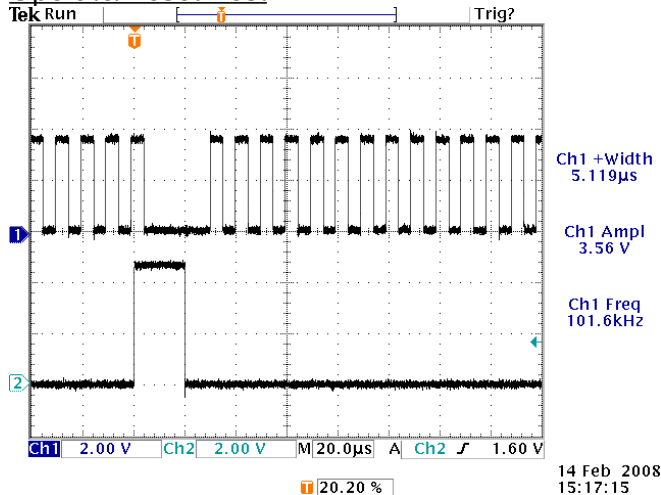 Tek Run Trig?
T
T
1
Ch1 +Width
5.119µs
Ch1 Ampl
3.56 V
Ch1 Freq
101.6kHz
2
Ch1 2.00 V Ch2 2.00 V M 20.0µs A Ch2 1.60 V
T 20.20 %
14 Feb 2008
15:17:15